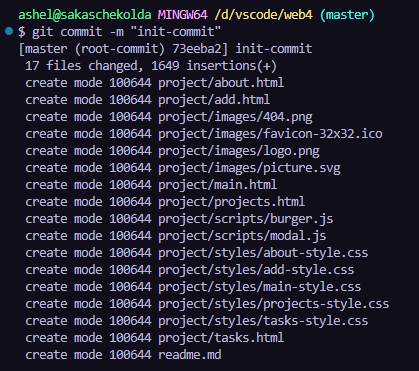 ashel@sakaschekolda MINGW64 /d/vscode/web4 (master)
$ git commit -m "init-commit"
[master (root-commit) 73eeba2] init-commit
17 files changed, 1649 insertions(+)
create mode 100644 project/about.html
create mode 100644 project/add.html
create mode 100644 project/images/404.png
create mode 100644 project/images/favicon-32x32.ico
create mode 100644 project/images/logo.png
create mode 100644 project/images/picture.svg
create mode 100644 project/main.html
create mode 100644 project/projects.html
create mode 100644 project/scripts/burger.js
create mode 100644 project/scripts/modal.js
create mode 100644 project/styles/about-style.css
create mode 100644 project/styles/add-style.css
create mode 100644 project/styles/main-style.css
create mode 100644 project/styles/projects-style.css
create mode 100644 project/styles/tasks-style.css
create mode 100644 project/tasks.html
create mode 100644 readme.md